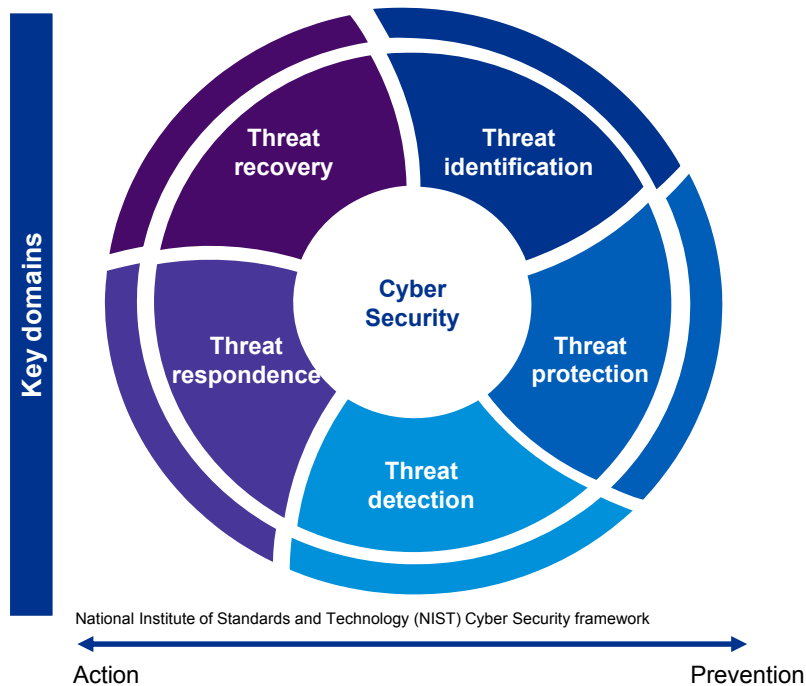 Key domains
Threat
recovery
Threat
identification
Cyber
Security
Threat
respondence
Threat
protection
Threat
detection
National Institute of Standards and Technology (NIST) Cyber Security framework
Action
Prevention